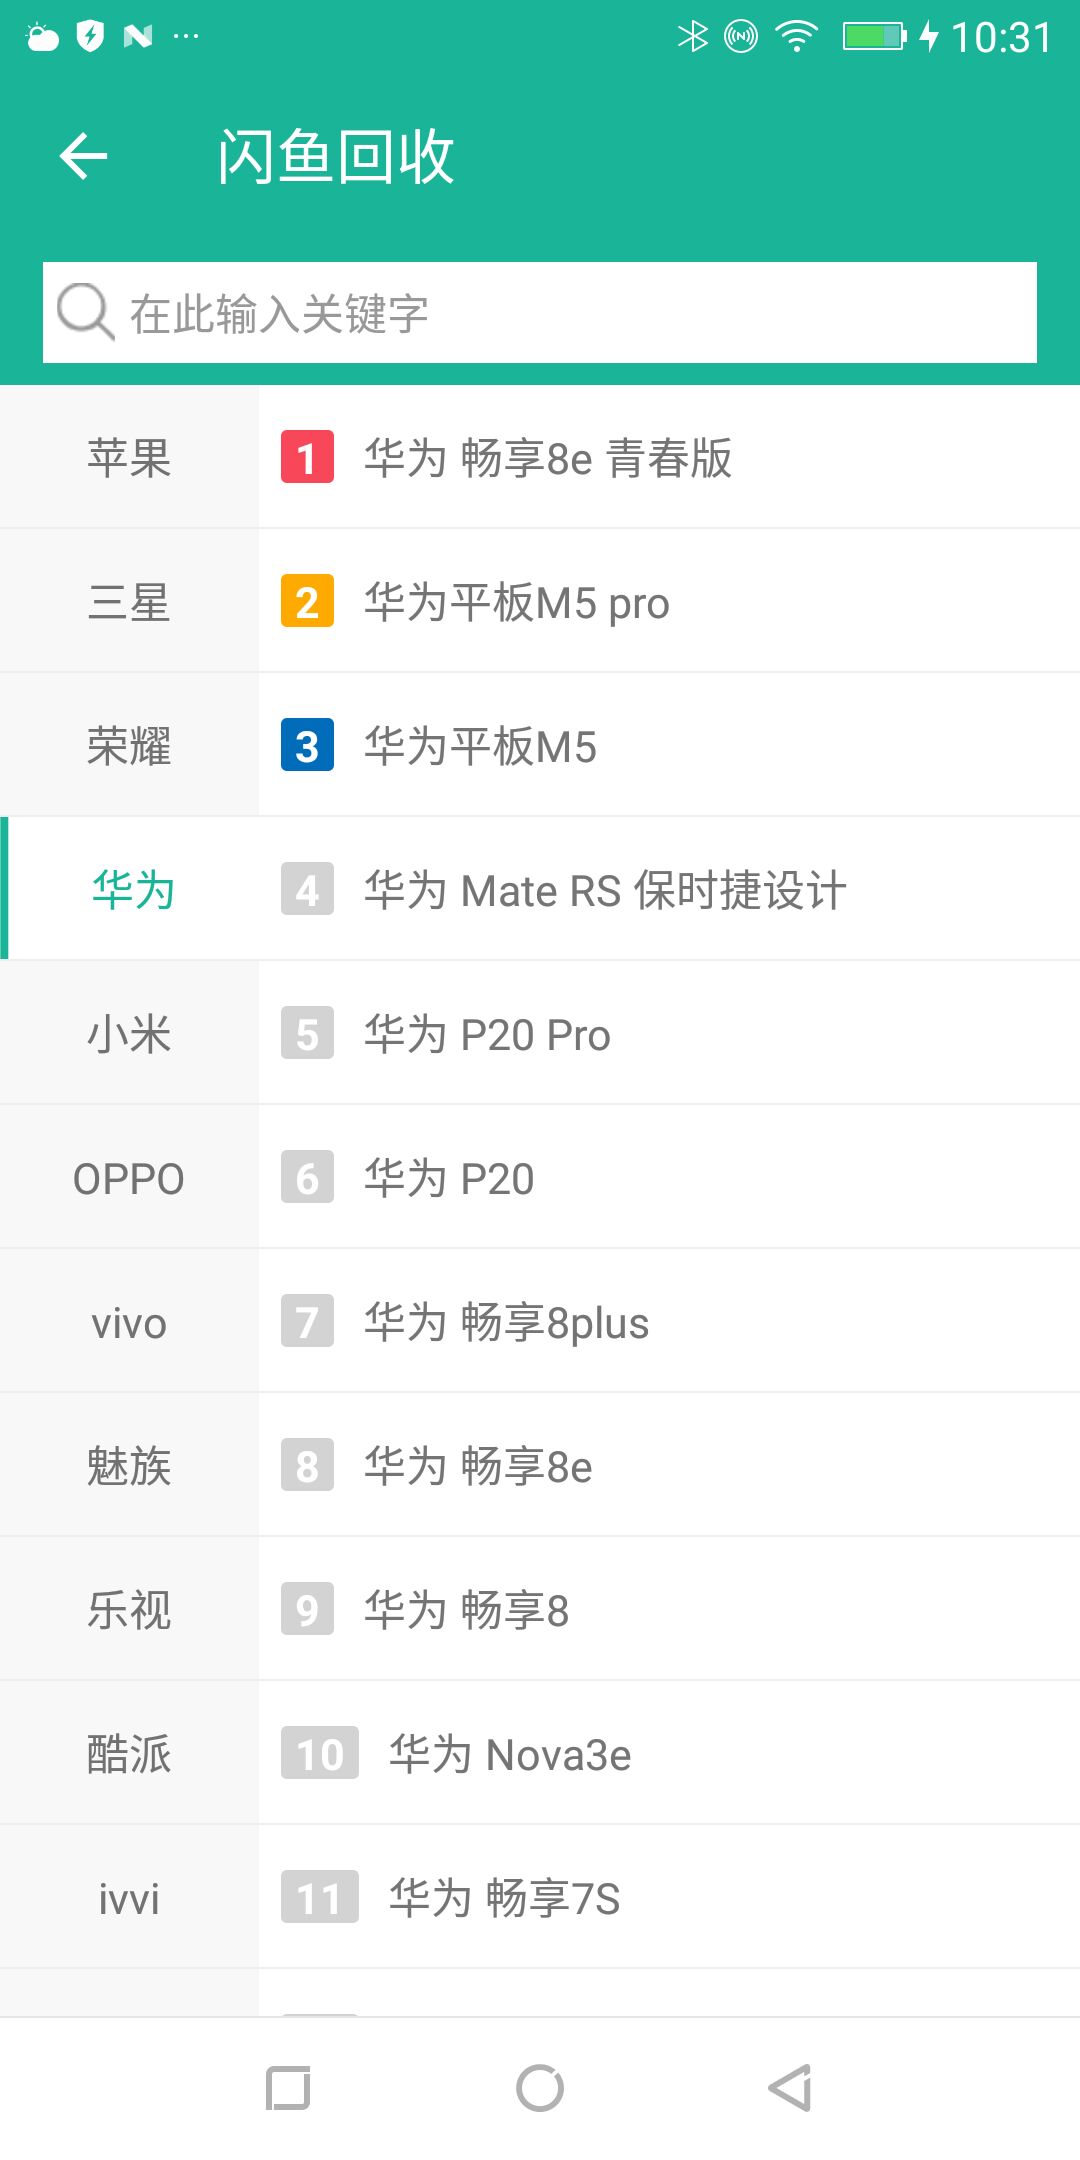 10:31
闪鱼回收
在此输入关键字
苹果
1 华为 畅享8e 青春版
三星
2 华为平板M5 pro
荣耀
3 华为平板M5
华为
4 华为 Mate RS 保时捷设计
小米
5 华为 P20 Pro
OPPO
6 华为 P20
vivo
7 华为 畅享8plus
魅族
8 华为 畅享8e
乐视
9 华为 畅享8
酷派
10 华为 Nova3e
ivvi
11 华为 畅享7S